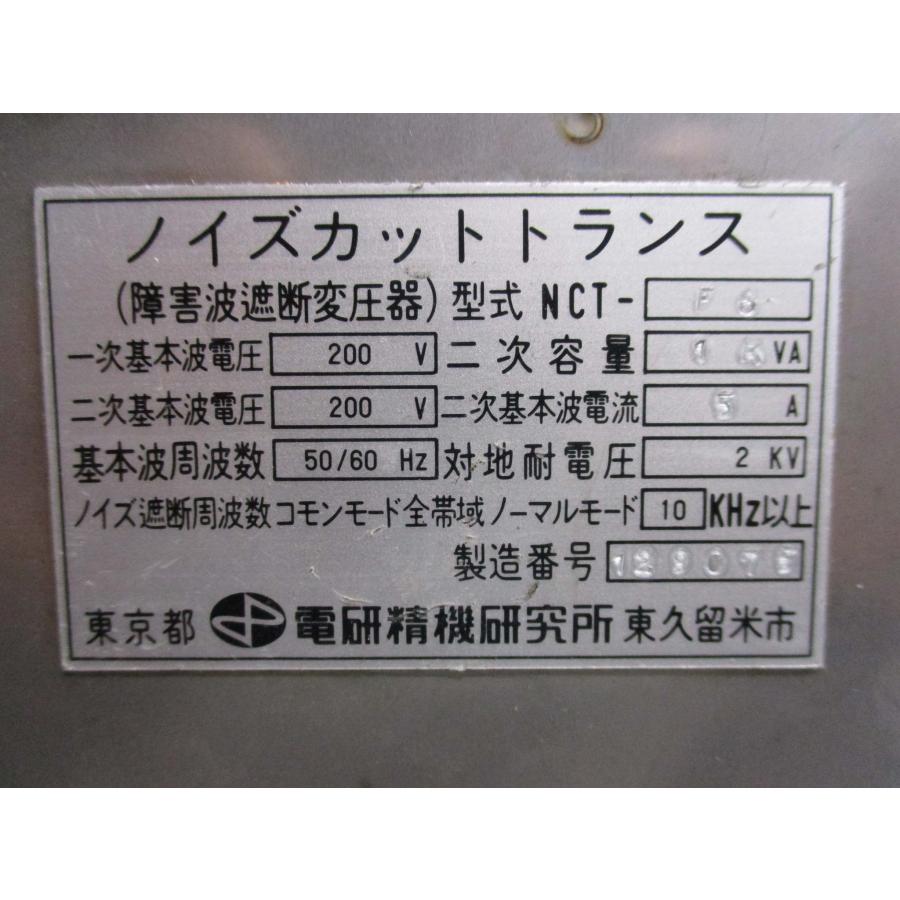 ノイズカットトランス
(障害波遮断変圧器) 型式 NCT- F6
一次基本波電圧 200 V 二次容量 1K VA
二次基本波電圧 200 V 二次基本波電流 5 A
基本波周波数 50/60 Hz 対地耐電圧 2 KV
ノイズ遮断周波数 コモンモード全帯域 ノーマルモード 10 KHz以上
製造番号
東京都 電研精機研究所 東久留米市